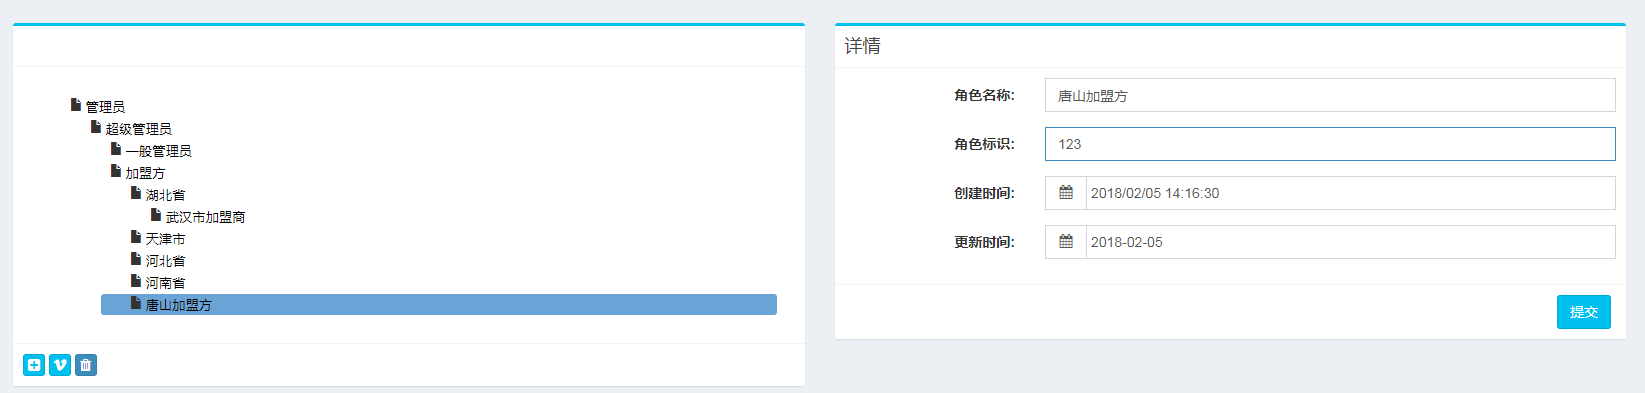 管理员
超级管理员
一般管理员
加盟方
湖北省
武汉市加盟商
天津市
河北省
河南省
唐山加盟方
详情
角色名称: 唐山加盟方
角色标识: 123
创建时间: 2018/02/05 14:16:30
更新时间: 2018-02-05
提交